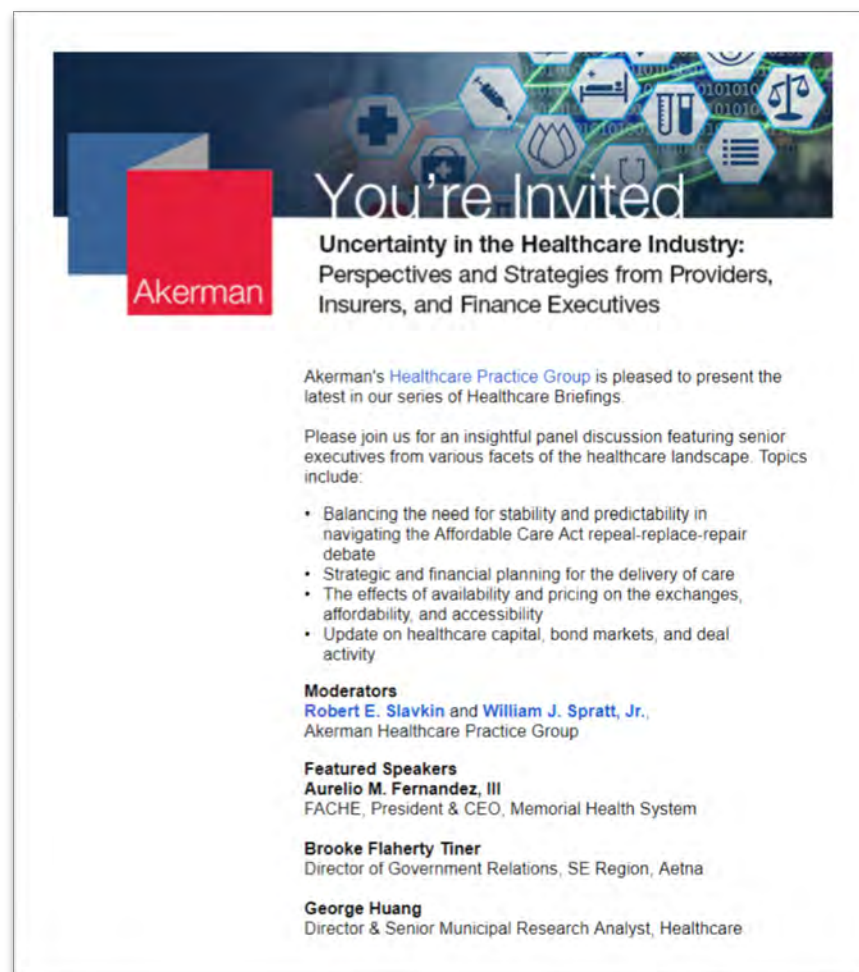 You're Invited
Akerman
Uncertainty in the Healthcare Industry:
Perspectives and Strategies from Providers,
Insurers, and Finance Executives
Akerman's Healthcare Practice Group is pleased to present the
latest in our series of Healthcare Briefings.
Please join us for an insightful panel discussion featuring senior
executives from various facets of the healthcare landscape. Topics
include:
• Balancing the need for stability and predictability in
navigating the Affordable Care Act repeal-replace-repair
debate
• Strategic and financial planning for the delivery of care
• The effects of availability and pricing on the exchanges,
affordability, and accessibility
• Update on healthcare capital, bond markets, and deal
activity
Moderators
Robert E. Slavkin and William J. Spratt, Jr.,
Akerman Healthcare Practice Group
Featured Speakers
Aurelio M. Fernandez, III
FACHE, President & CEO, Memorial Health System
Brooke Flaherty Tiner
Director of Government Relations, SE Region, Aetna
George Huang
Director & Senior Municipal Research Analyst, Healthcare